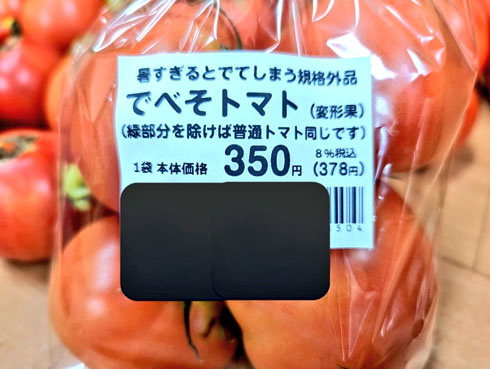 暑すぎるとでてしまう規格外品
でべそトマト(変形果)
(緑部分を除けば普通トマト同じです)
1袋 本体価格 350円 8%税込 (378円)